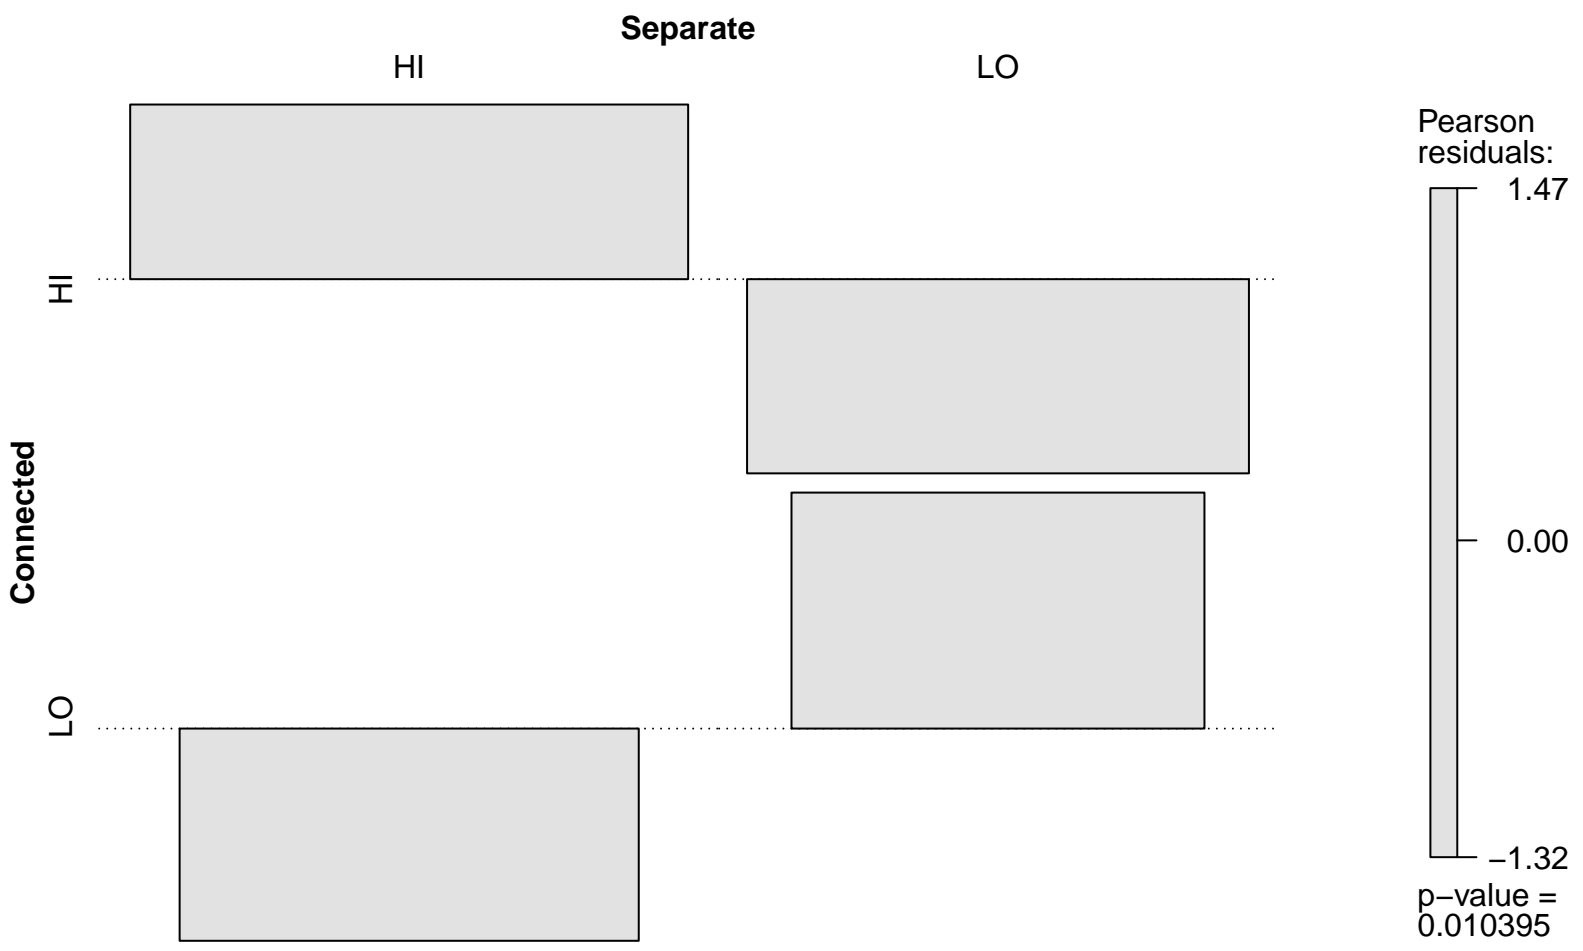 Separate
HI LO
Pearson
residuals:
1.47
HI
Connected
0.00
LO
−1.32
p−value =
0.010395